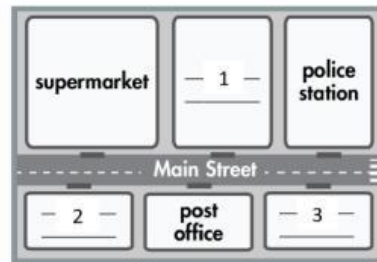 supermarket
1
police
station
Main Street
2
post
office
3